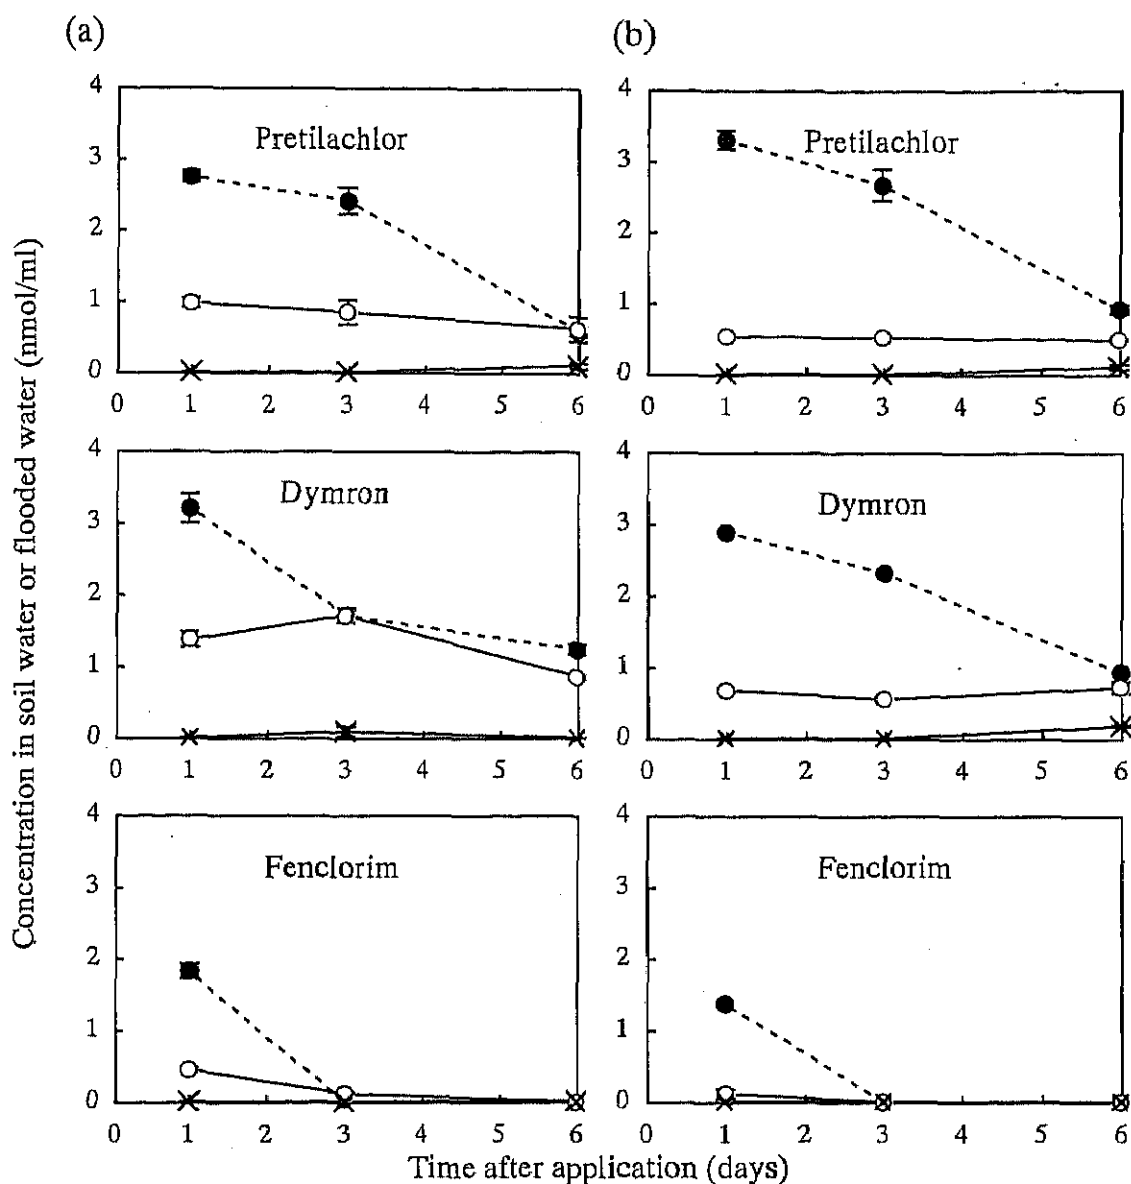 (a)
(b)
Concentration in soil water or flooded water (nmol/ml)
Pretilachlor
4
3
2
1
0
0 1 2 3 4 5 6
Pretilachlor
4
3
2
1
0
0 1 2 3 4 5 6
Dymron
4
3
2
1
0
0 1 2 3 4 5 6
Dymron
4
3
2
1
0
0 1 2 3 4 5 6
Fenclorim
4
3
2
1
0
0 1 2 3 4 5 6
Fenclorim
4
3
2
1
0
0 1 2 3 4 5 6
Time after application (days)